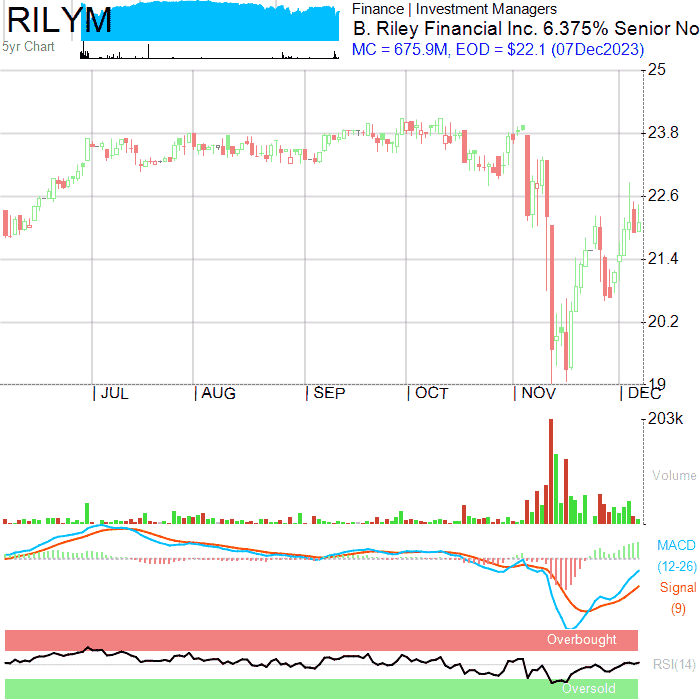 RILYM
5yr Chart
Finance | Investment Managers
B. Riley Financial Inc. 6.375% Senior No
MC = 675.9M, EOD = $22.1 (07Dec2023)
25
23.8
22.6
21.4
20.2
19
JUL AUG SEP OCT NOV DEC
203k
Volume
MACD
(12-26)
Signal
(9)
Overbought
RSI(14)
Oversold